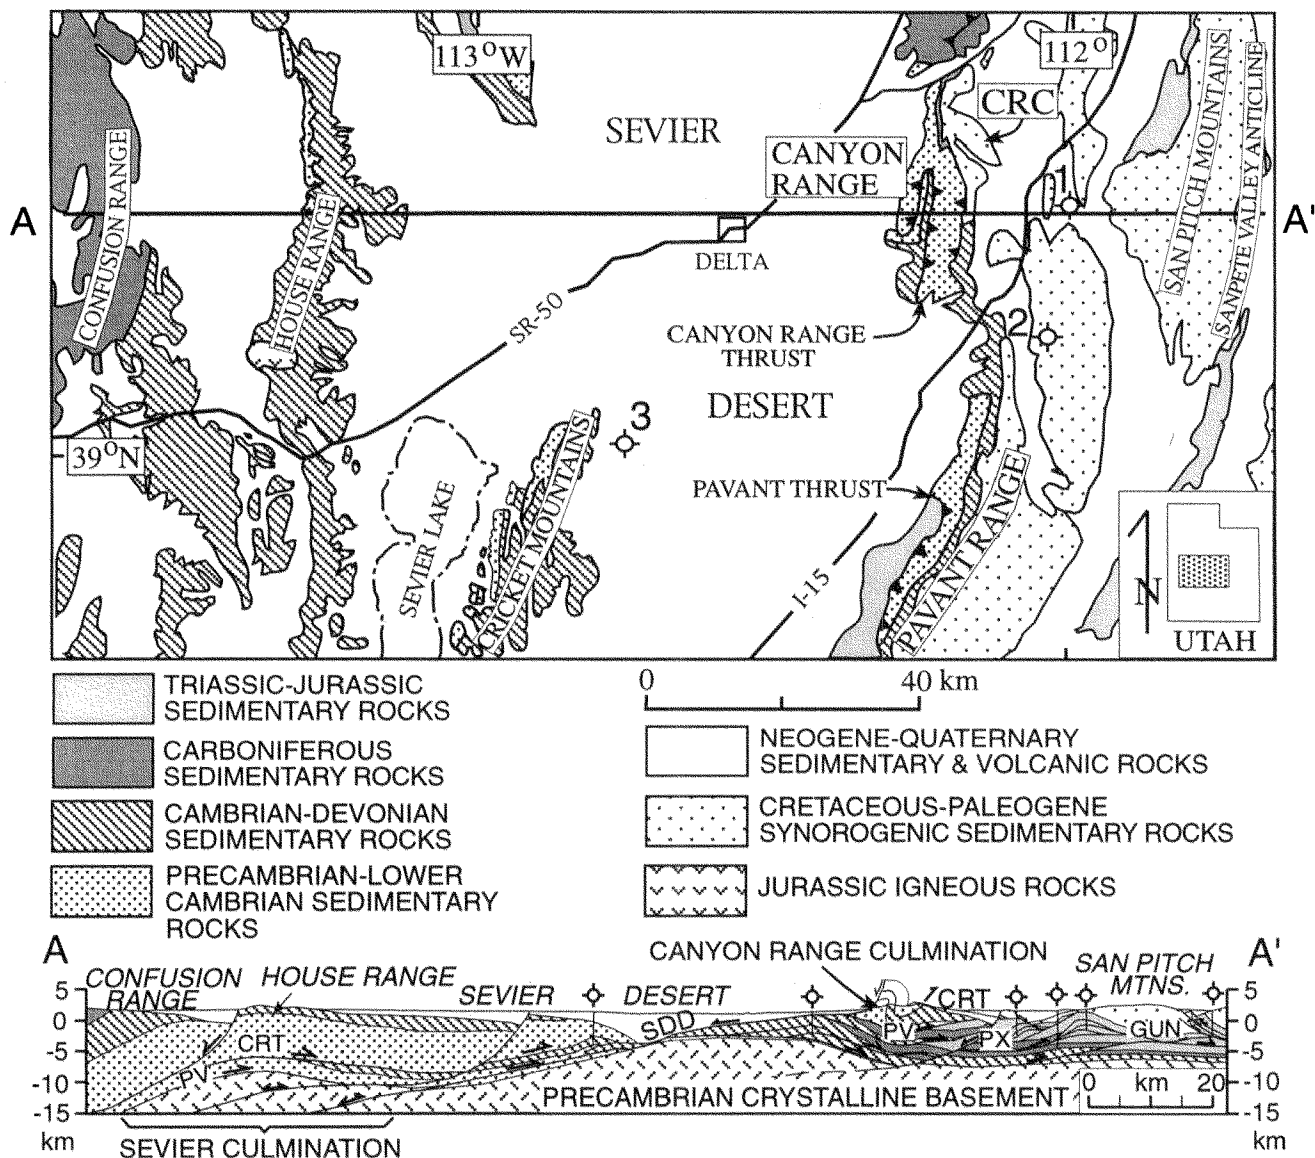 113°W
112°
CRC
SEVIER
CANYON
RANGE
CONFUSION RANGE
HOUSE RANGE
SAN PITCH MOUNTAINS
SANPETE VALLEY ANTICLINE
1
A
A'
DELTA
SR-50
CANYON RANGE
THRUST
2
DESERT
3
39°N
SEVIER LAKE
CRICKET MOUNTAINS
PAVANT THRUST
PAVANT RANGE
I-15
N
UTAH
TRIASSIC-JURASSIC
SEDIMENTARY ROCKS
CARBONIFEROUS
SEDIMENTARY ROCKS
CAMBRIAN-DEVONIAN
SEDIMENTARY ROCKS
PRECAMBRIAN-LOWER
CAMBRIAN SEDIMENTARY
ROCKS
0 40 km
NEOGENE-QUATERNARY
SEDIMENTARY & VOLCANIC ROCKS
CRETACEOUS-PALEOGENE
SYNOROGENIC SEDIMENTARY ROCKS
JURASSIC IGNEOUS ROCKS
A
A'
CANYON RANGE CULMINATION
CONFUSION
RANGE
HOUSE RANGE
SEVIER DESERT
SAN PITCH
MTNS.
5
0
-5
-10
-15
km
CRT
PV
SDD
CRT
PV
PX
GUN
PRECAMBRIAN CRYSTALLINE BASEMENT
0 km 20
5
0
-5
-10
-15
km
SEVIER CULMINATION